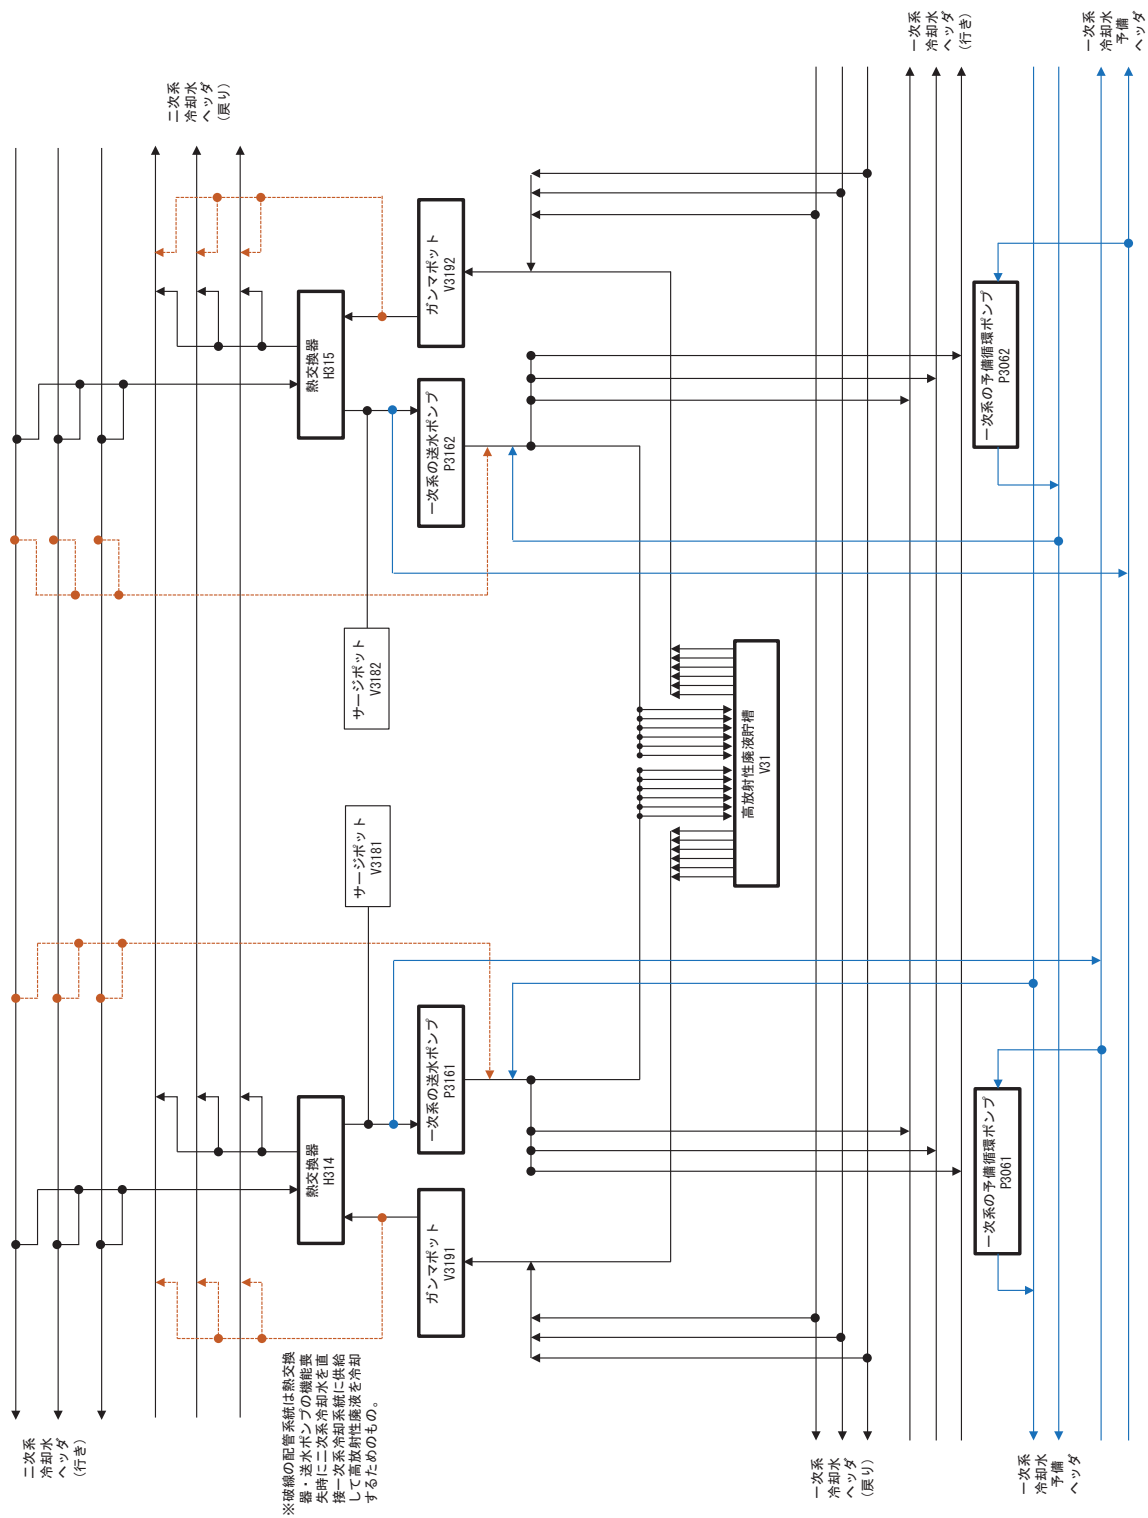 二次系
冷却水
ヘッダ
(行き)
二次系
冷却水
ヘッダ
(戻り)
※破線の配管系統は熱交換
器・送水ポンプの機能喪
失時に二次系冷却水を直
接一次系冷却系統に供給
して高放射性廃液を冷却
するためのもの。
熱交換器
H314
熱交換器
H315
サージポット
V3181
サージポット
V3182
ガンマポット
V3191
一次系の送水ポンプ
P3161
一次系の送水ポンプ
P3162
ガンマポット
V3192
高放射性廃液貯槽
V31
一次系
冷却水
ヘッダ
(戻り)
一次系
冷却水
ヘッダ
(行き)
一次系の予備循環ポンプ
P3061
一次系の予備循環ポンプ
P3062
一次系
冷却水
予備
ヘッダ
一次系
冷却水
予備
ヘッダ